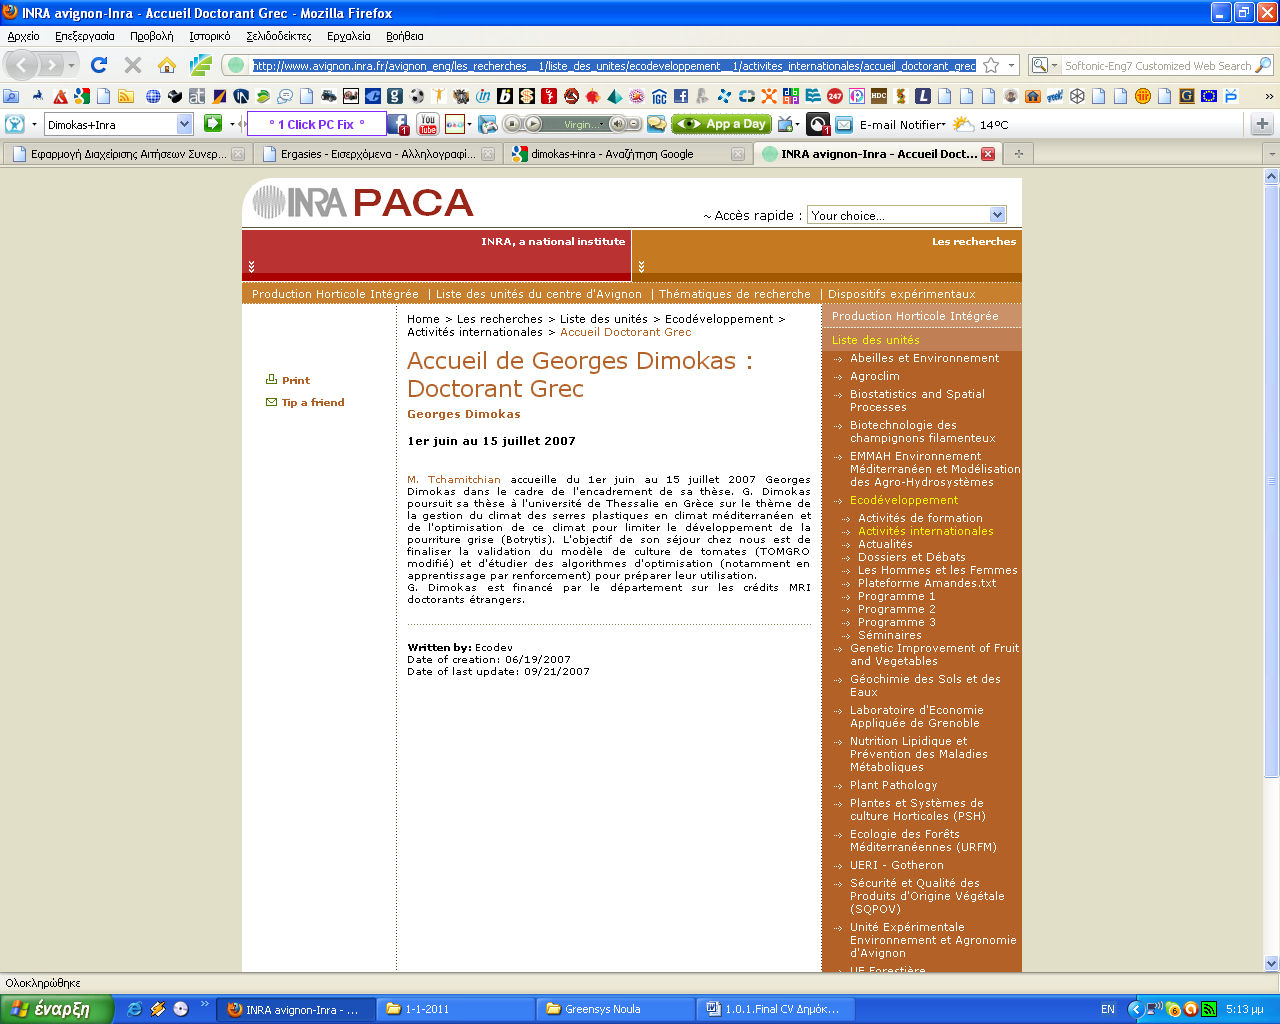 INRA avignon-Inra - Accueil Doctorant Grec - Mozilla Firefox
Αρχείο Επεξεργασία Προβολή Ιστορικό Σελιδοδείκτες Εργαλεία Βοήθεια
http://www.avignon.inra.fr/avignon_eng/les_recherches__1/liste_des_unites/ecodeveloppement__1/activites_internationales/accueil_doctorant_grec
Softonic-Eng7 Customized Web Search
Dimokas+Inra
° 1 Click PC Fix °
You Tube
Virgin...
App a Day
E-mail Notifier
14ºC
Εφαρμογή Διαχείρισης Αιτήσεων Συνερ...
Ergasies - Εισερχόμενα - Αλληλογραφί...
dimokas+inra - Αναζήτηση Google
INRA avignon-Inra - Accueil Doct...
INRA PACA
~ Accès rapide : Your choice...
INRA, a national institute
Les recherches
Production Horticole Intégrée | Liste des unités du centre d'Avignon | Thématiques de recherche | Dispositifs expérimentaux
Print
Tip a friend
Home > Les recherches > Liste des unités > Ecodéveloppement >
Activités internationales > Accueil Doctorant Grec
Accueil de Georges Dimokas :
Doctorant Grec
Georges Dimokas
1er juin au 15 juillet 2007
M. Tchamitchian accueille du 1er juin au 15 juillet 2007 Georges
Dimokas dans le cadre de l'encadrement de sa thèse. G. Dimokas
poursuit sa thèse à l'université de Thessalie en Grèce sur le thème de
la gestion du climat des serres plastiques en climat méditerranéen et
de l'optimisation de ce climat pour limiter le développement de la
pourriture grise (Botrytis). L'objectif de son séjour chez nous est de
finaliser la validation du modèle de culture de tomates (TOMGRO
modifié) et d'étudier des algorithmes d'optimisation (notamment en
apprentissage par renforcement) pour préparer leur utilisation.
G. Dimokas est financé par le département sur les crédits MRI
doctorants étrangers.
Written by: Ecodev
Date of creation: 06/19/2007
Date of last update: 09/21/2007
Production Horticole Intégrée
Liste des unités
Abeilles et Environnement
Agroclim
Biostatistics and Spatial
Processes
Biotechnologie des
champignons filamenteux
EMMAH Environnement
Méditerranéen et Modélisation
des Agro-Hydrosystèmes
Ecodéveloppement
Activités de formation
Activités internationales
Actualités
Dossiers et Débats
Les Hommes et les Femmes
Plateforme Amandes.txt
Programme 1
Programme 2
Programme 3
Séminaires
Genetic Improvement of Fruit
and Vegetables
Géochimie des Sols et des
Eaux
Laboratoire d'Economie
Appliquée de Grenoble
Nutrition Lipidique et
Prévention des Maladies
Métaboliques
Plant Pathology
Plantes et Systèmes de
culture Horticoles (PSH)
Ecologie des Forêts
Méditerranéennes (URFM)
UERI - Gotheron
Sécurité et Qualité des
Produits d'Origine Végétale
(SQPOV)
Unité Expérimentale
Environnement et Agronomie
d'Avignon
UE Forestière
Ολοκληρώθηκε
έναρξη
INRA avignon-Inra - ...
1-1-2011
Greensys Noula
1.0.1.Final CV Δημόκ...
EN
5:13 μμ